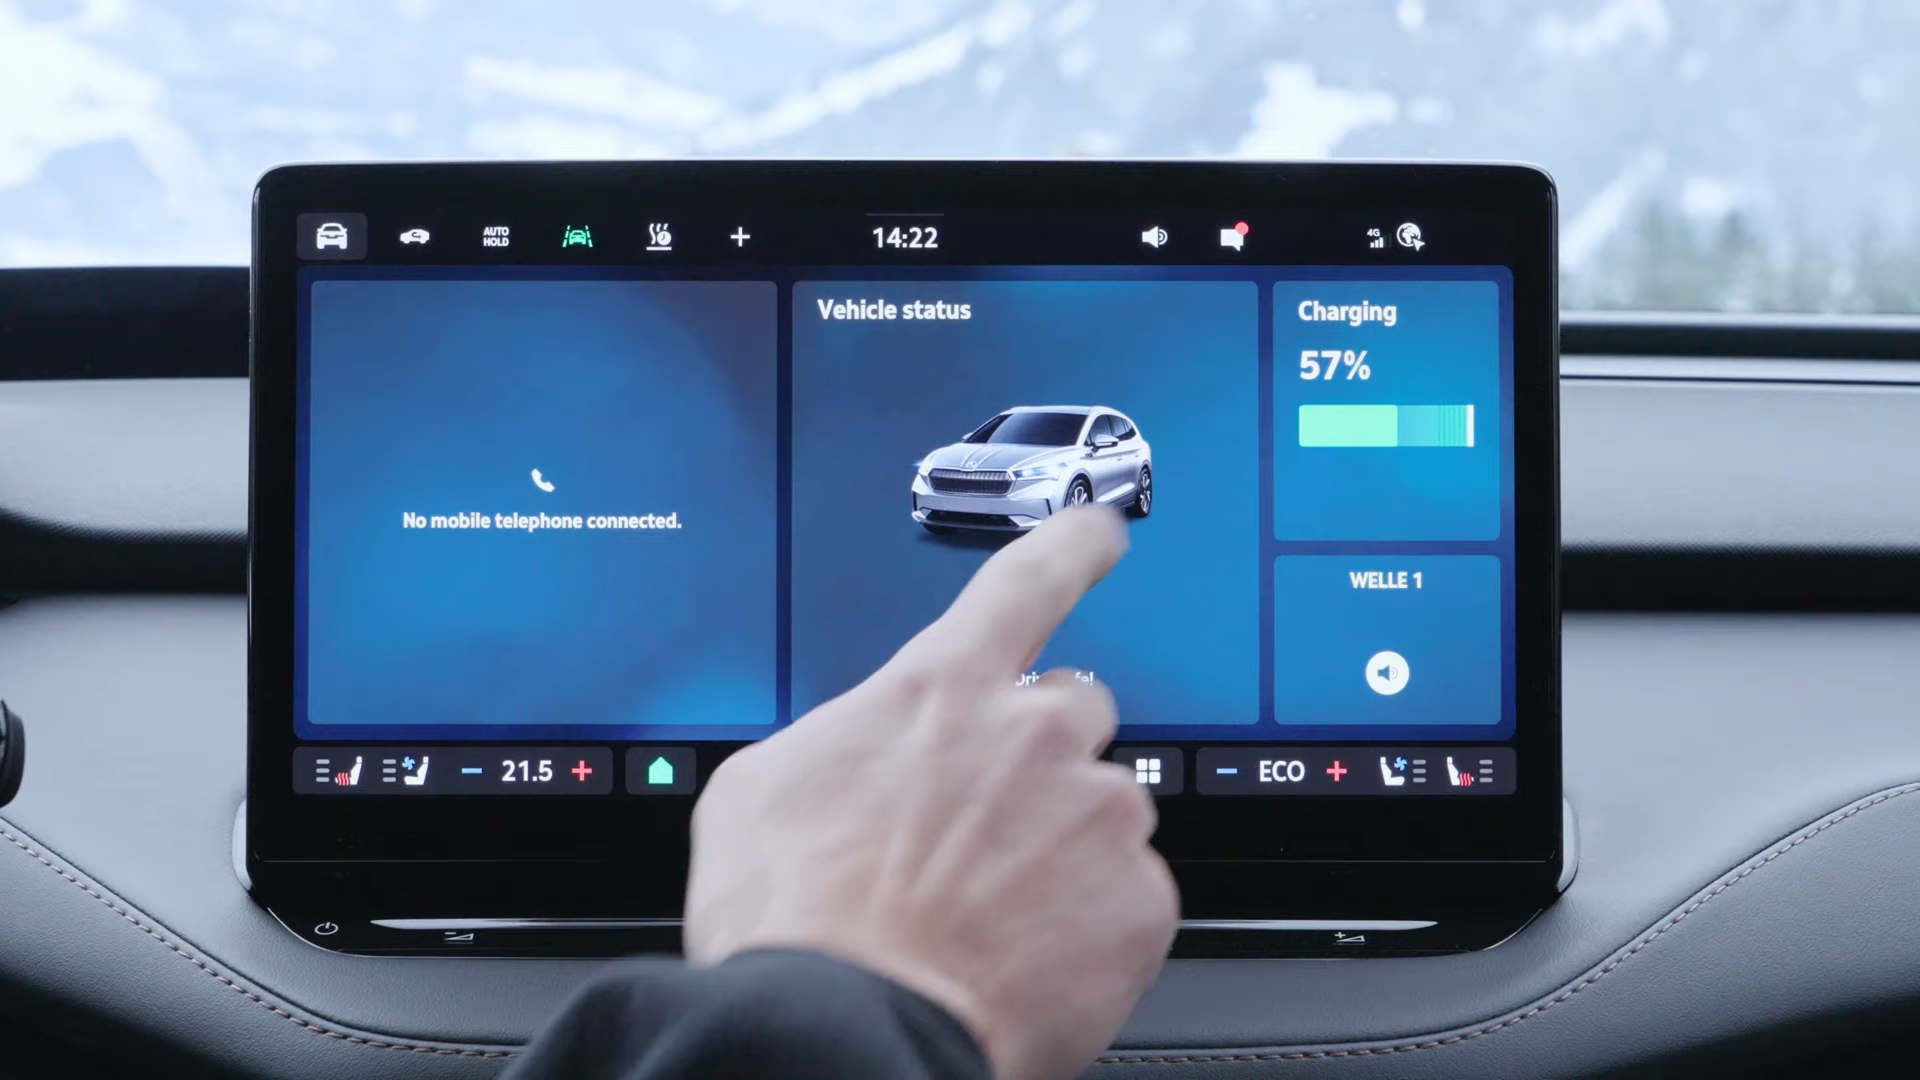 AUTO
HOLD
14:22
4G
Vehicle status
Charging
57%
No mobile telephone connected.
WELLE 1
21.5
ECO